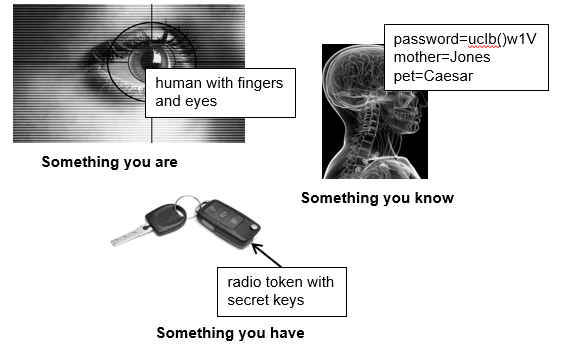 human with fingers
and eyes
Something you are
password=uclb()w1V
mother=Jones
pet=Caesar
Something you know
radio token with
secret keys
Something you have